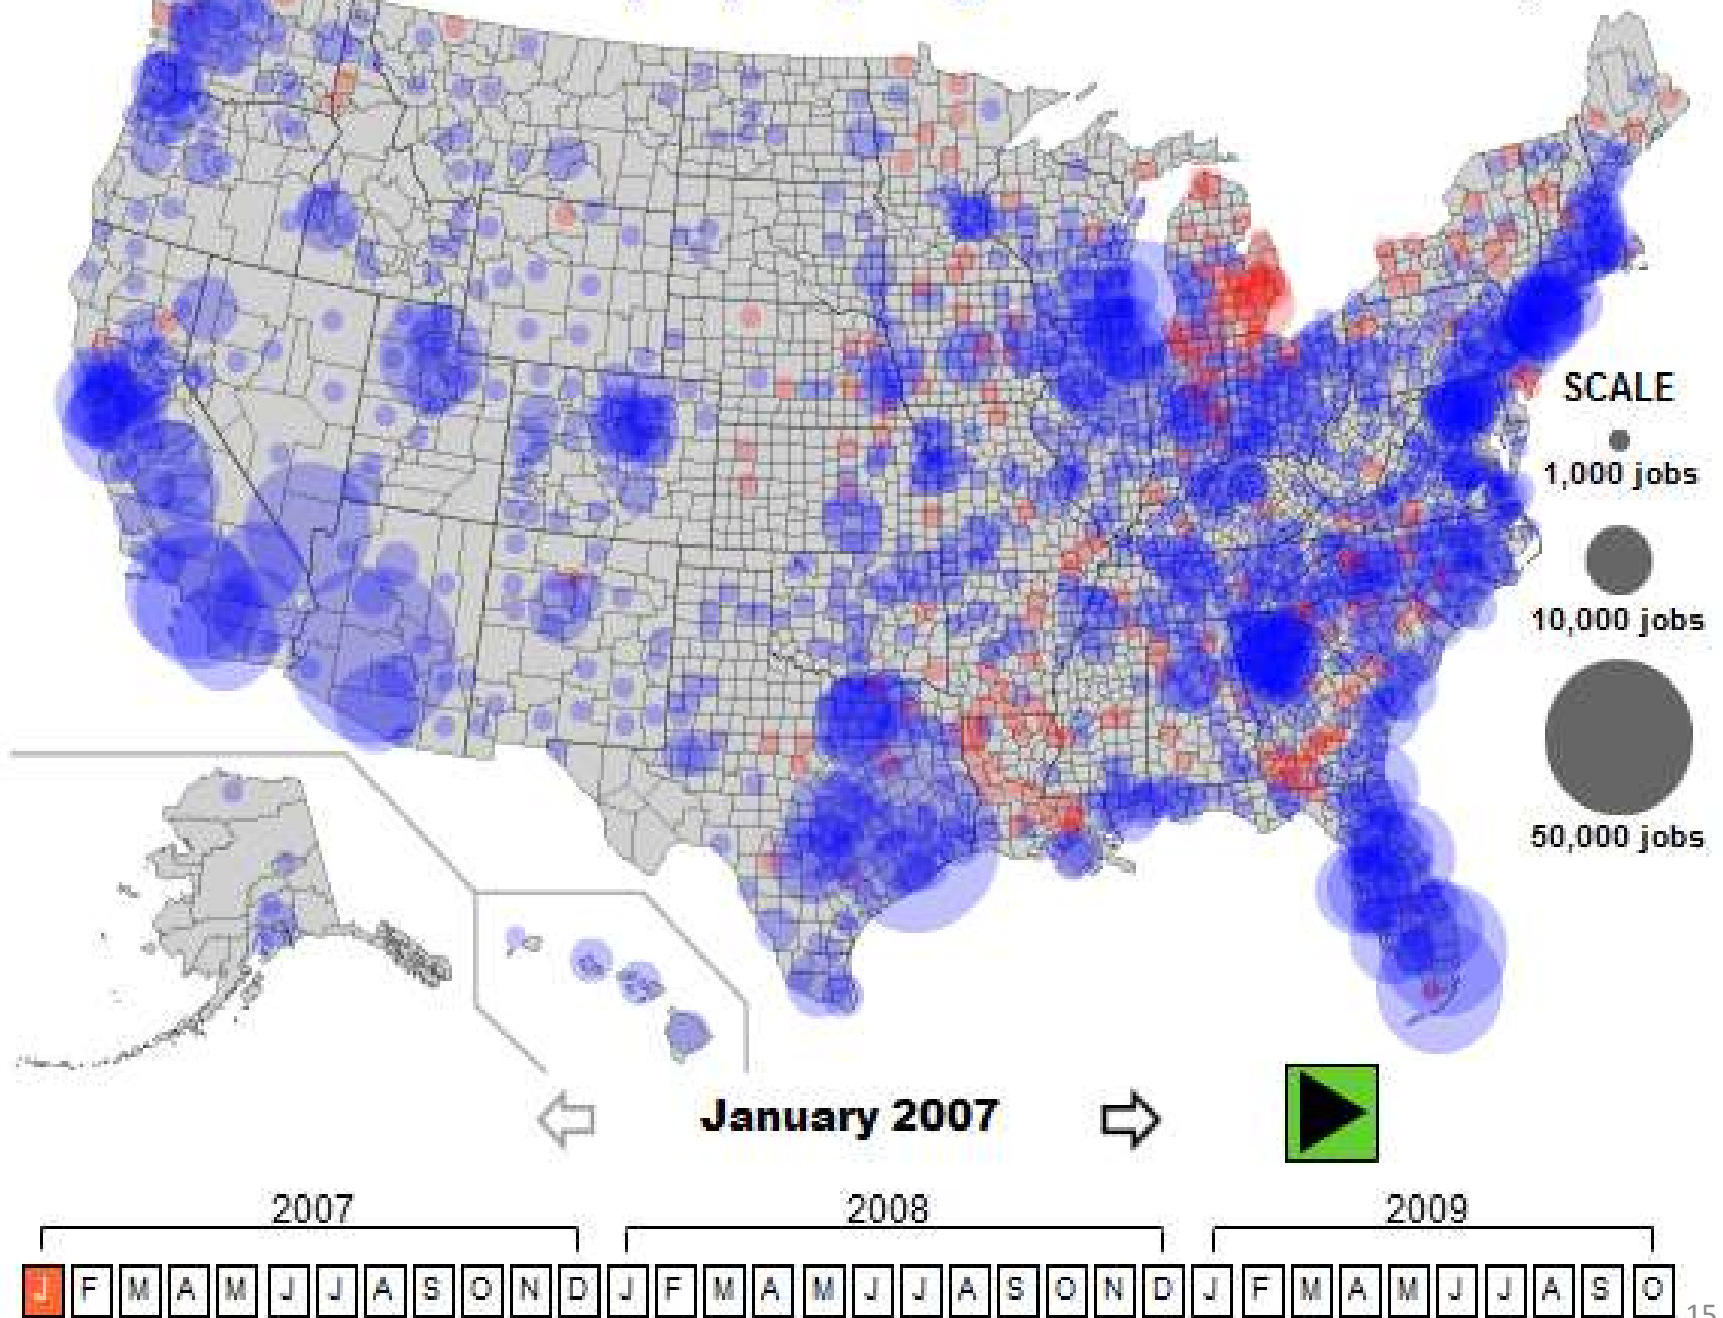 SCALE
1,000 jobs
10,000 jobs
50,000 jobs
January 2007
2007 2008 2009
J F M A M J J A S O N D J F M A M J J A S O N D J F M A M J J A S O
15